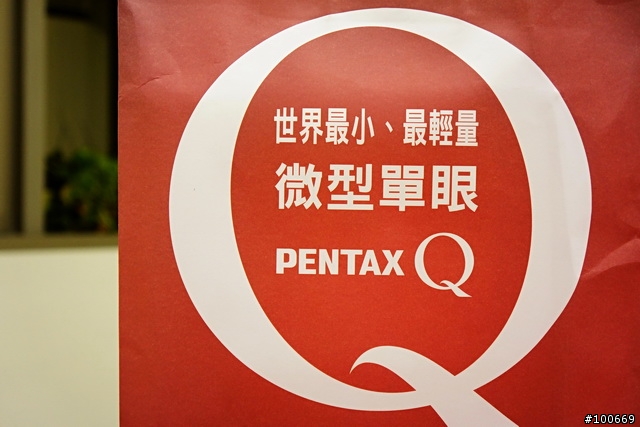 世界最小、最輕量
微型單眼
PENTAX Q
Q
#100669